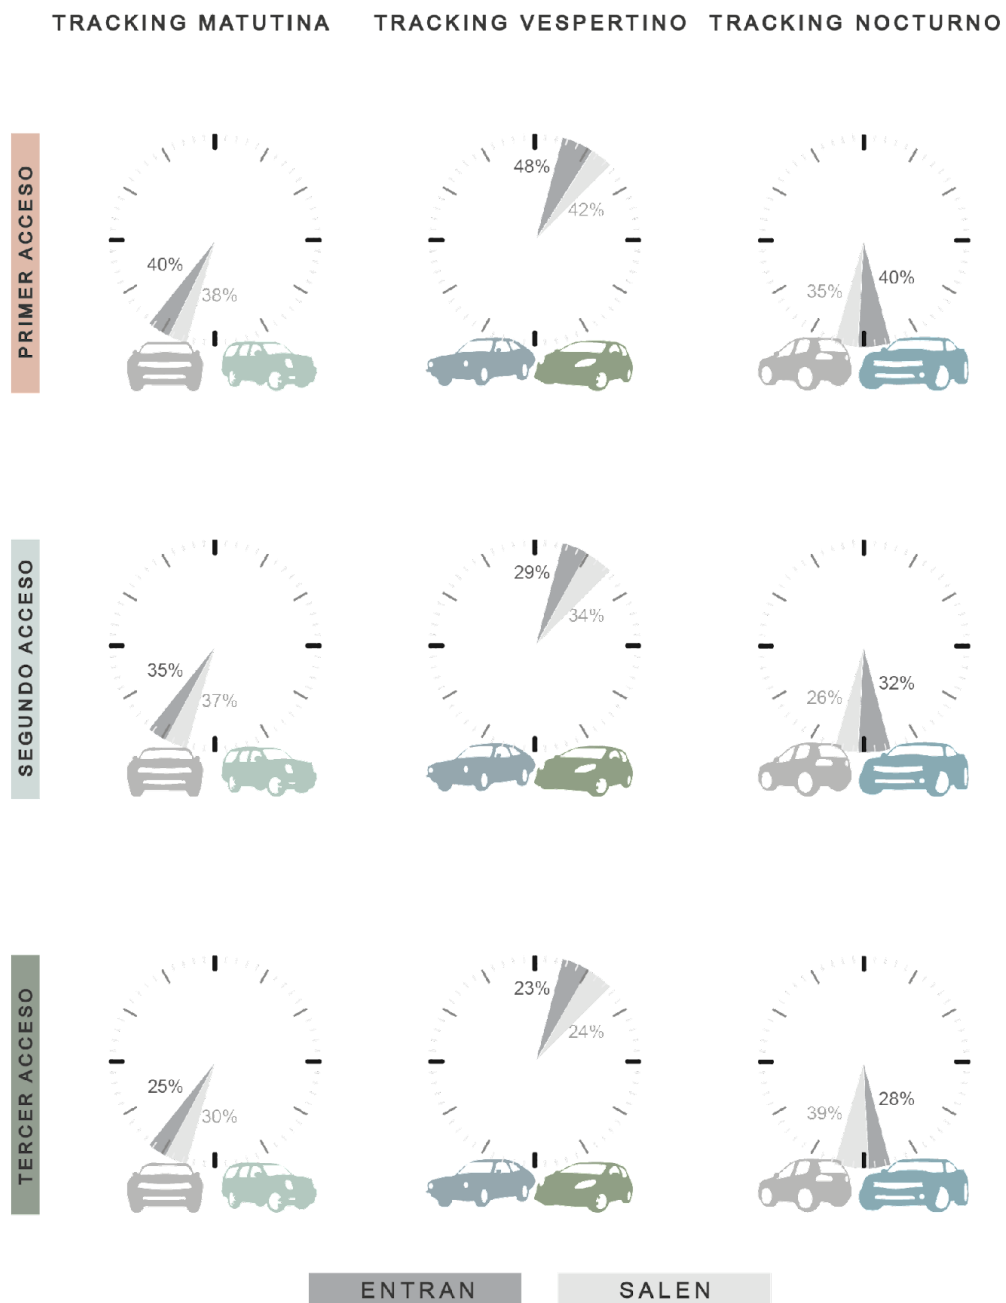 TRACKING MATUTINA
TRACKING VESPERTINO
TRACKING NOCTURNO
PRIMER ACCESO
40%
38%
48%
42%
35%
40%
SEGUNDO ACCESO
35%
37%
29%
34%
26%
32%
TERCER ACCESO
25%
30%
23%
24%
39%
28%
ENTRAN
SALEN